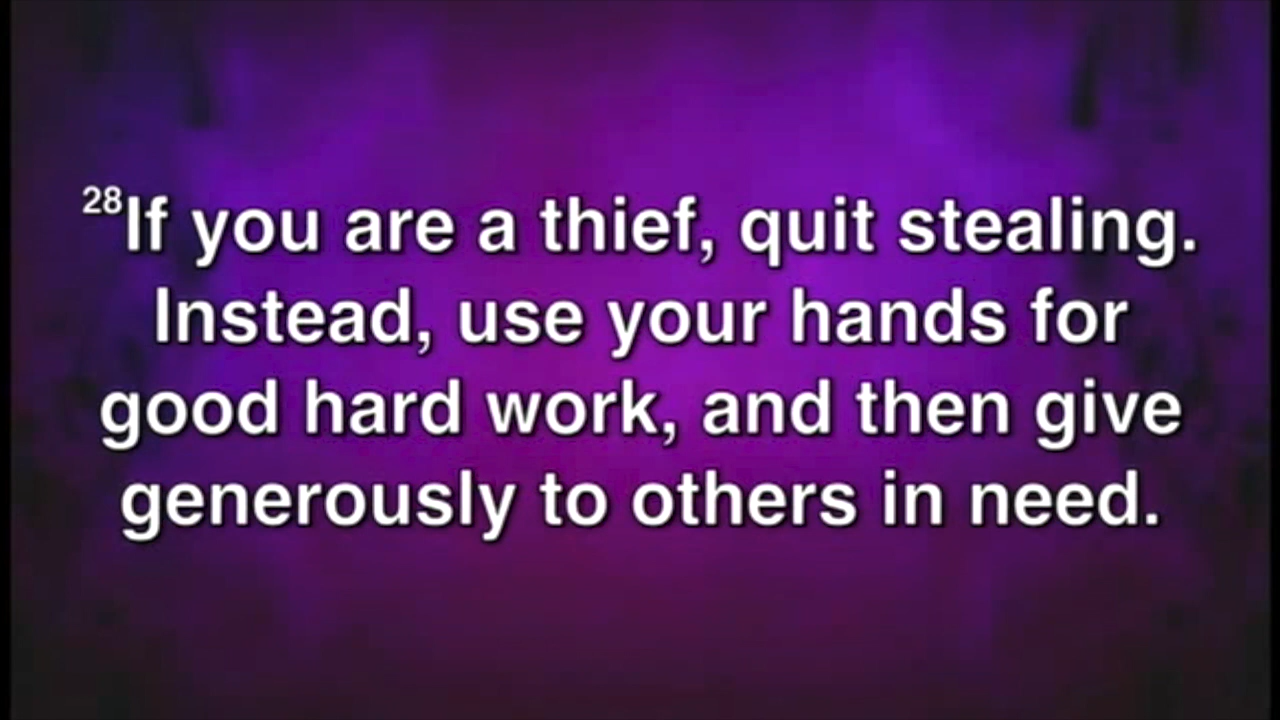 28If you are a thief, quit stealing.
Instead, use your hands for
good hard work, and then give
generously to others in need.